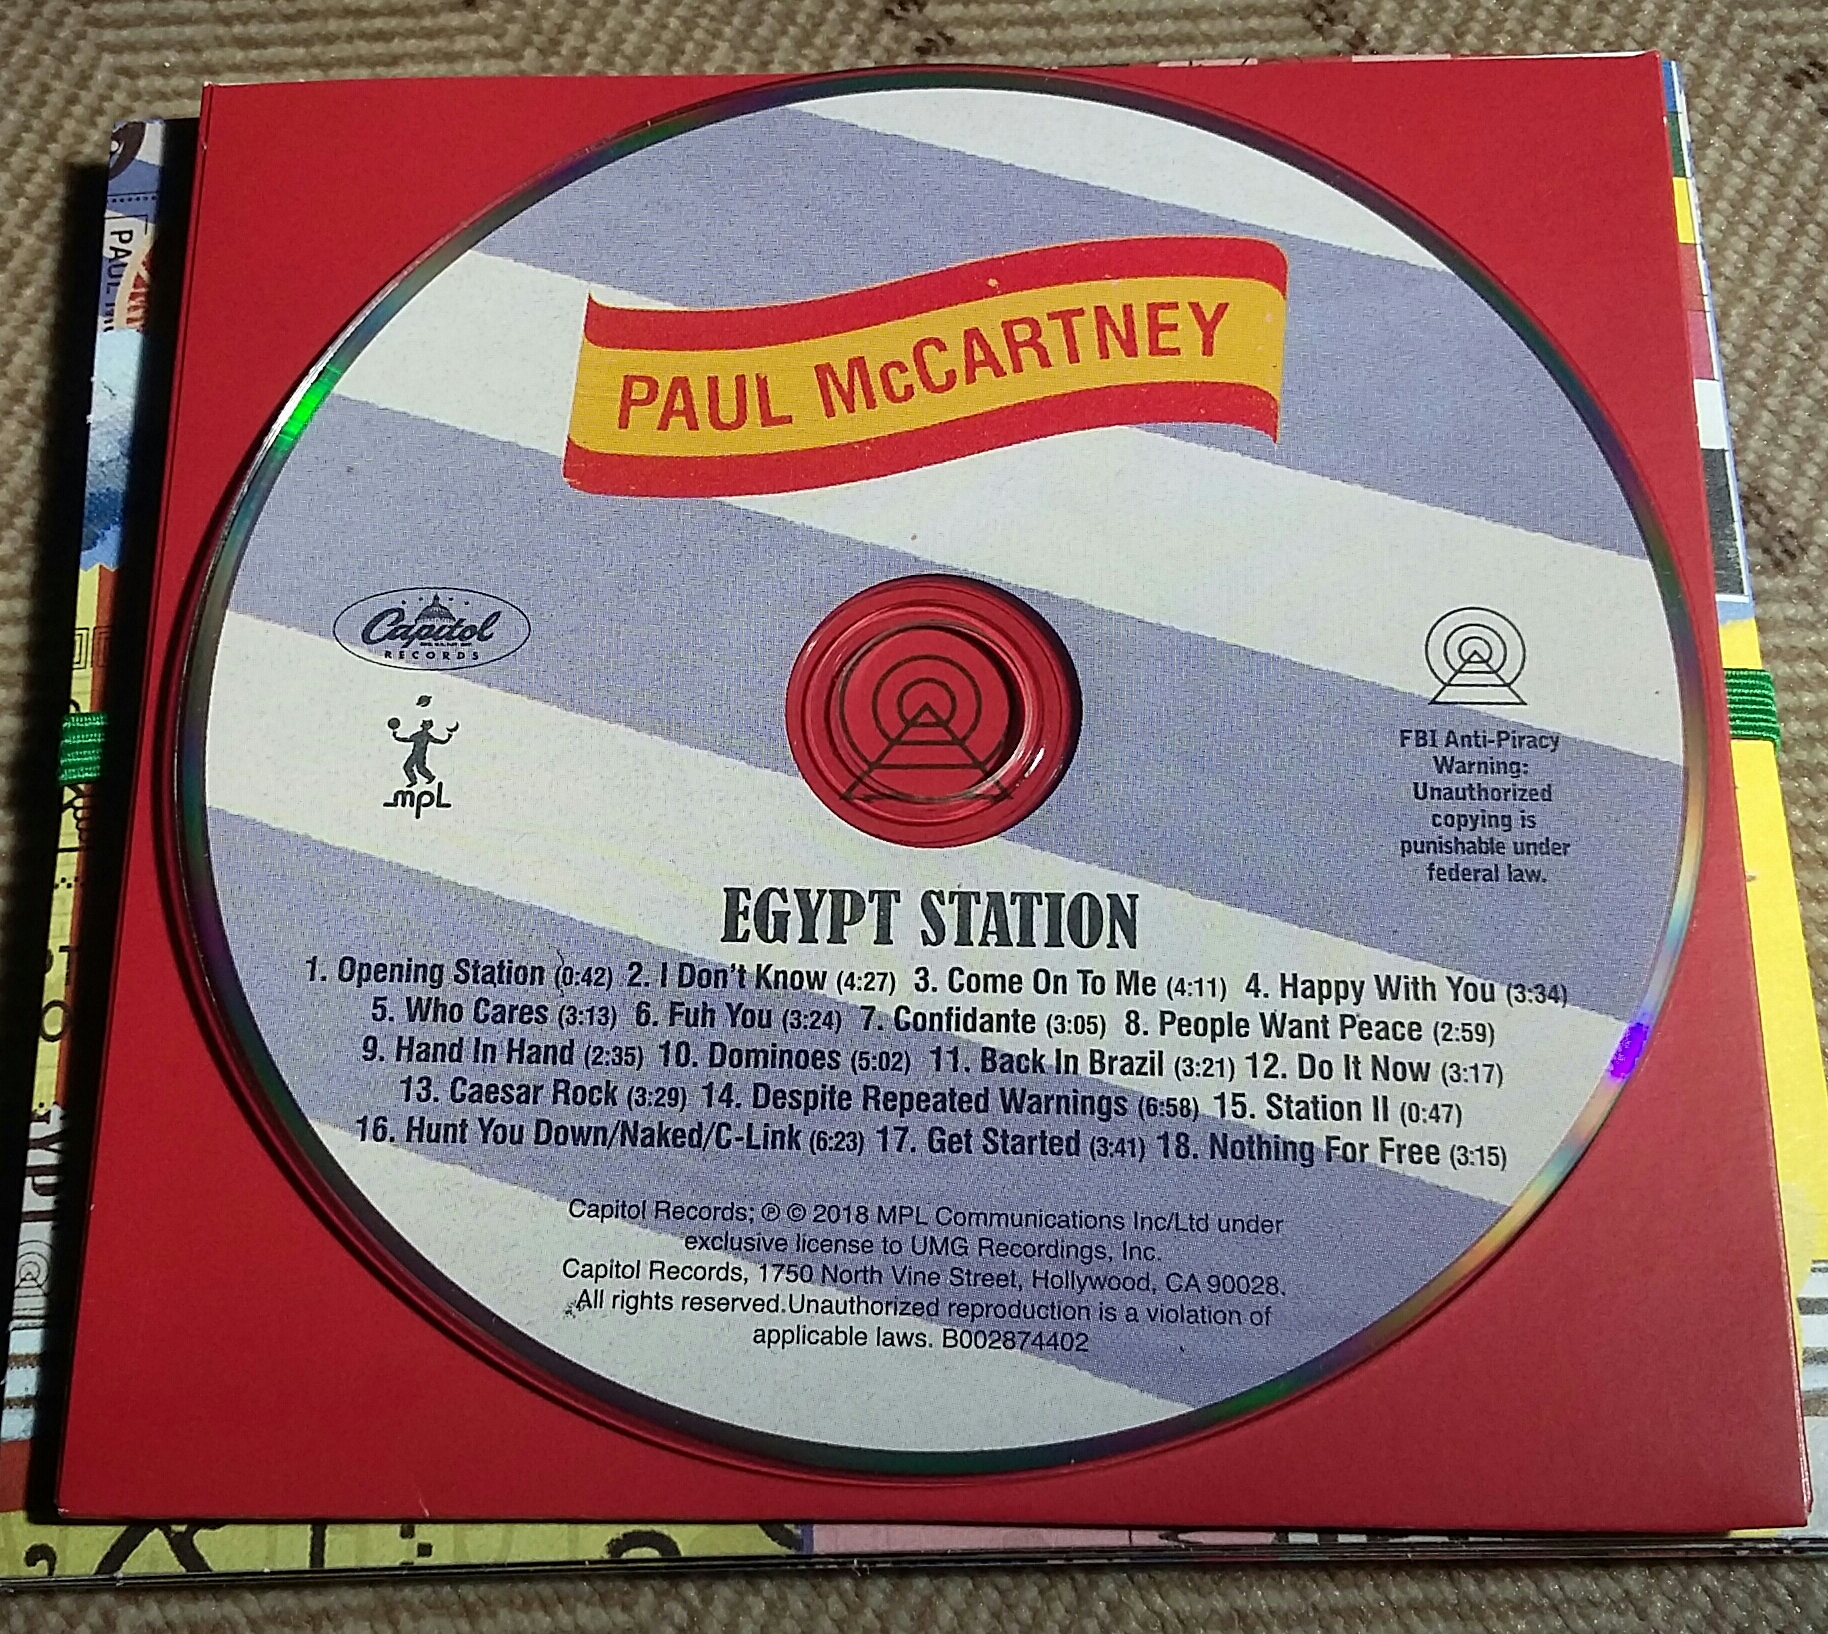 PAUL McCARTNEY
Capitol
RECORDS
mpL
FBI Anti-Piracy
Warning:
Unauthorized
copying is
punishable under
federal law.
EGYPT STATION
1. Opening Station (0:42) 2. I Don't Know (4:27) 3. Come On To Me (4:11) 4. Happy With You (3:34)
5. Who Cares (3:13) 6. Fuh You (3:24) 7. Confidante (3:05) 8. People Want Peace (2:59)
9. Hand In Hand (2:35) 10. Dominoes (5:02) 11. Back In Brazil (3:21) 12. Do It Now (3:17)
13. Caesar Rock (3:29) 14. Despite Repeated Warnings (6:58) 15. Station II (0:47)
16. Hunt You Down/Naked/C-Link (6:23) 17. Get Started (3:41) 18. Nothing For Free (3:15)
Capitol Records; ℗ © 2018 MPL Communications Inc/Ltd under
exclusive license to UMG Recordings, Inc.
Capitol Records, 1750 North Vine Street, Hollywood, CA 90028.
All rights reserved.Unauthorized reproduction is a violation of
applicable laws. B002874402
PAUL